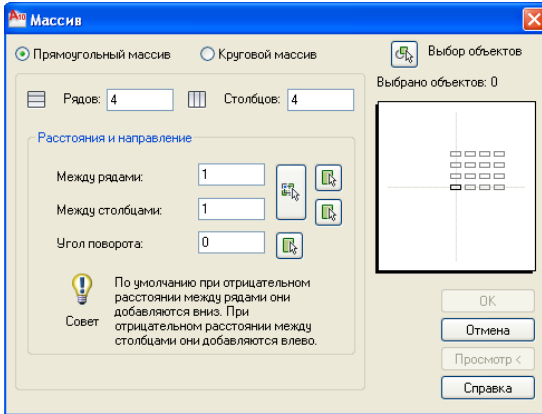 A10 Массив
Прямоугольный массив Круговой массив Выбор объектов
Выбрано объектов: 0
Рядов: 4 Столбцов: 4
Расстояния и направление
Между рядами: 1
Между столбцами: 1
Угол поворота: 0
По умолчанию при отрицательном
расстоянии между рядами они
добавляются вниз. При
отрицательном расстоянии между
столбцами они добавляются влево.
Совет
OK
Отмена
Просмотр <
Справка